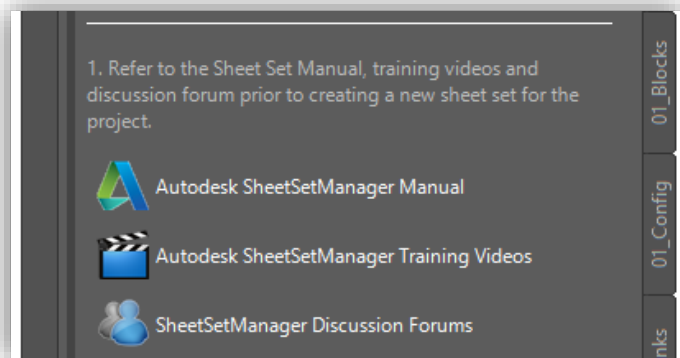 1. Refer to the Sheet Set Manual, training videos and
discussion forum prior to creating a new sheet set for the
project.
Autodesk SheetSetManager Manual
Autodesk SheetSetManager Training Videos
SheetSetManager Discussion Forums
01_Blocks
01_Config